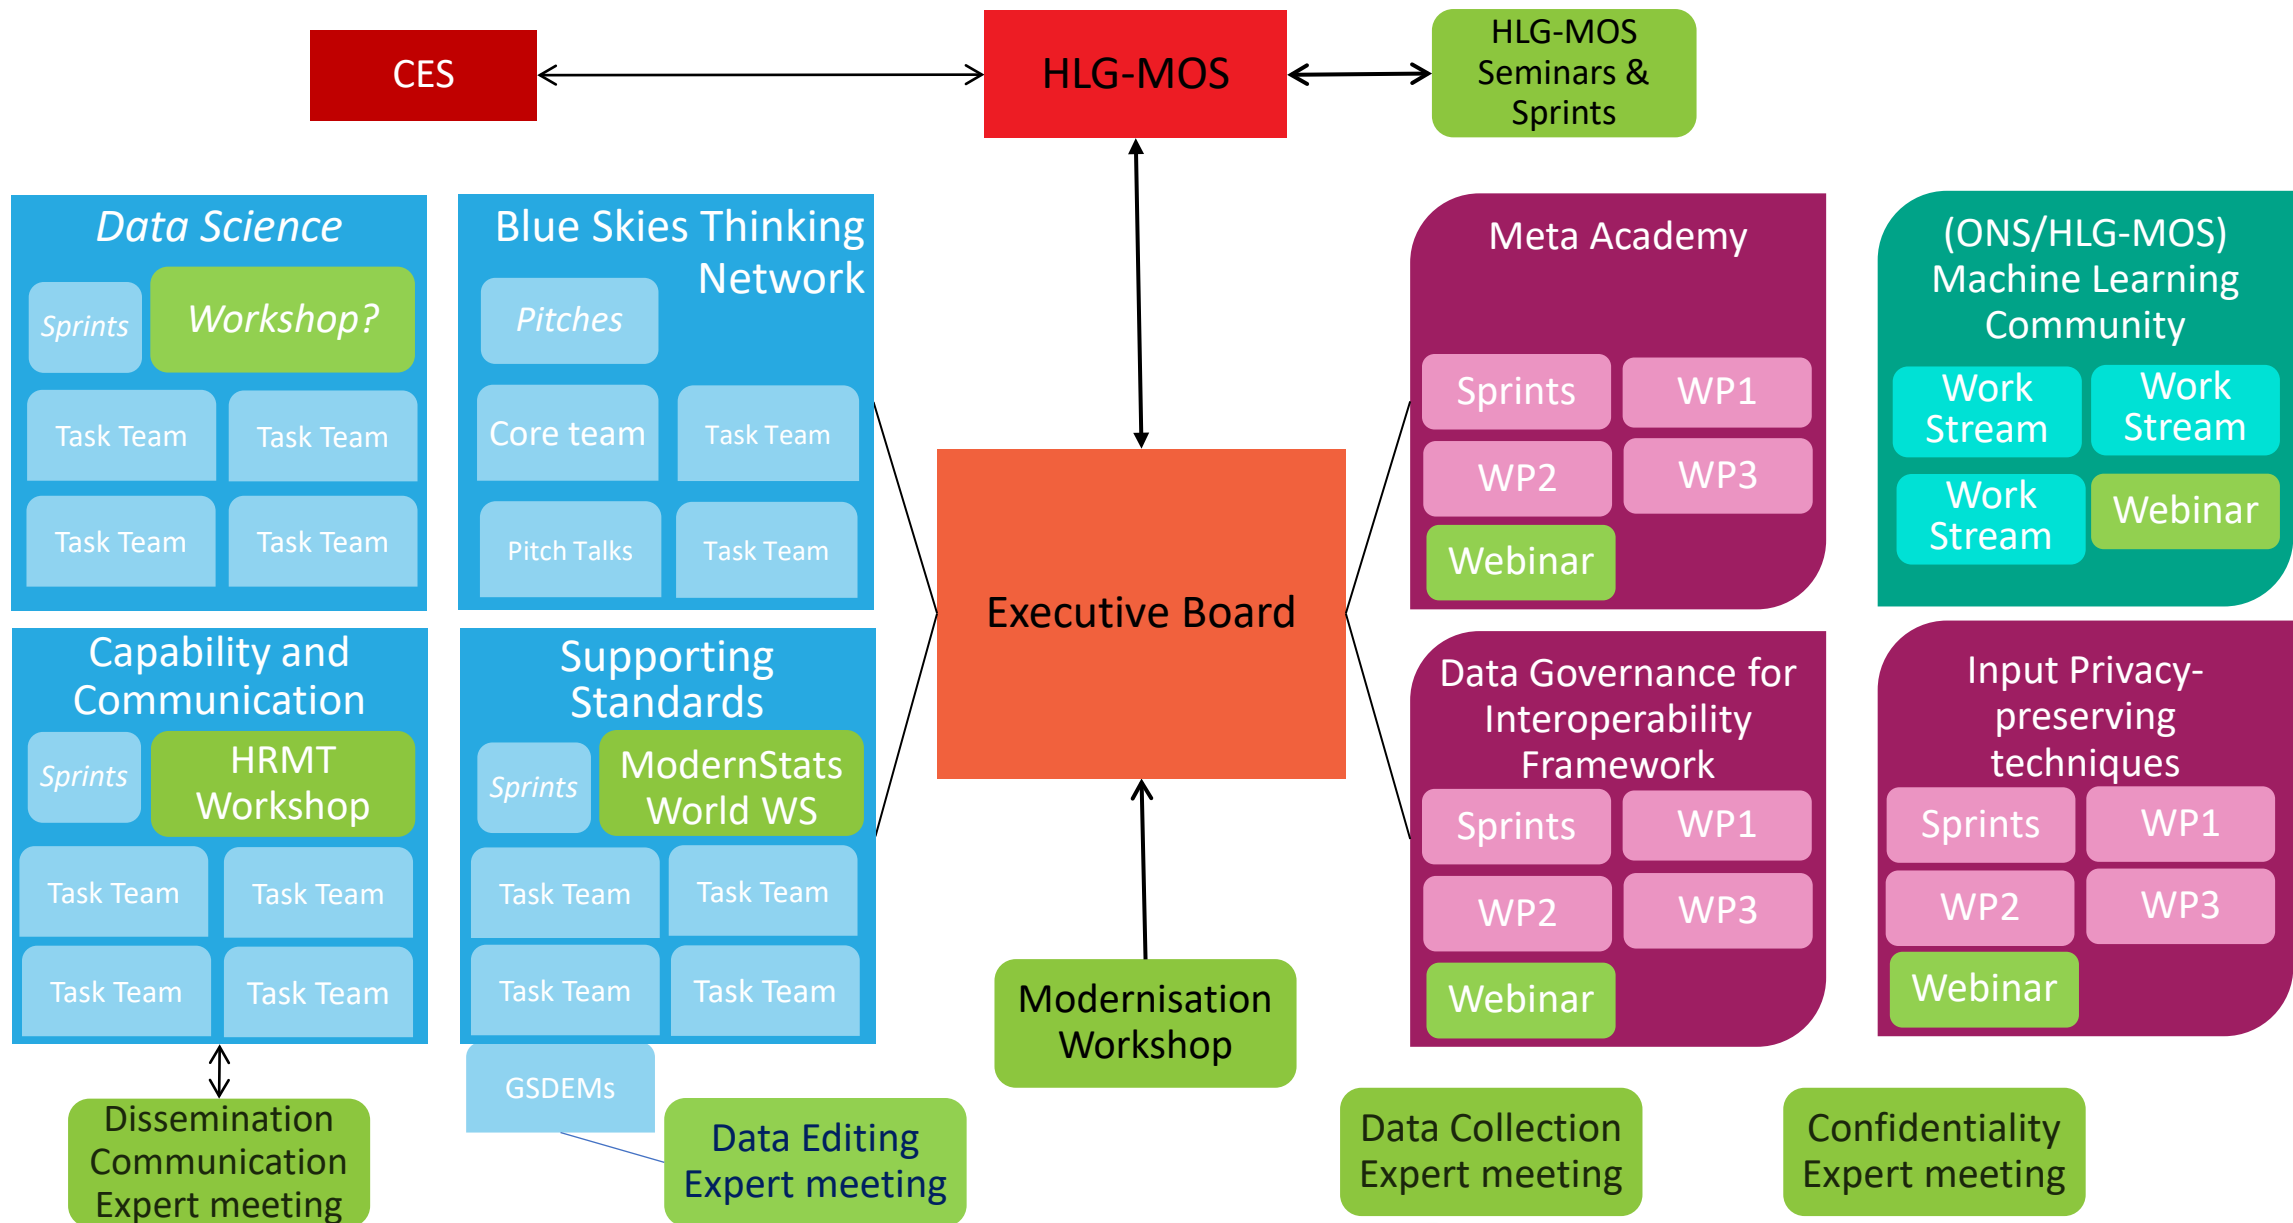 CES
HLG-MOS
HLG-MOS
Seminars &
Sprints
Data Science
Sprints
Workshop?
Task Team
Task Team
Task Team
Task Team
Blue Skies Thinking
Network
Pitches
Core team
Task Team
Pitch Talks
Task Team
Capability and
Communication
Sprints
HRMT
Workshop
Task Team
Task Team
Task Team
Task Team
Supporting
Standards
Sprints
ModernStats
World WS
Task Team
Task Team
Task Team
Task Team
GSDEMs
Dissemination
Communication
Expert meeting
Data Editing
Expert meeting
Executive Board
Modernisation
Workshop
Meta Academy
Sprints
WP1
WP2
WP3
Webinar
(ONS/HLG-MOS)
Machine Learning
Community
Work
Stream
Work
Stream
Work
Stream
Webinar
Data Governance for
Interoperability
Framework
Sprints
WP1
WP2
WP3
Webinar
Input Privacy-
preserving
techniques
Sprints
WP1
WP2
WP3
Webinar
Data Collection
Expert meeting
Confidentiality
Expert meeting